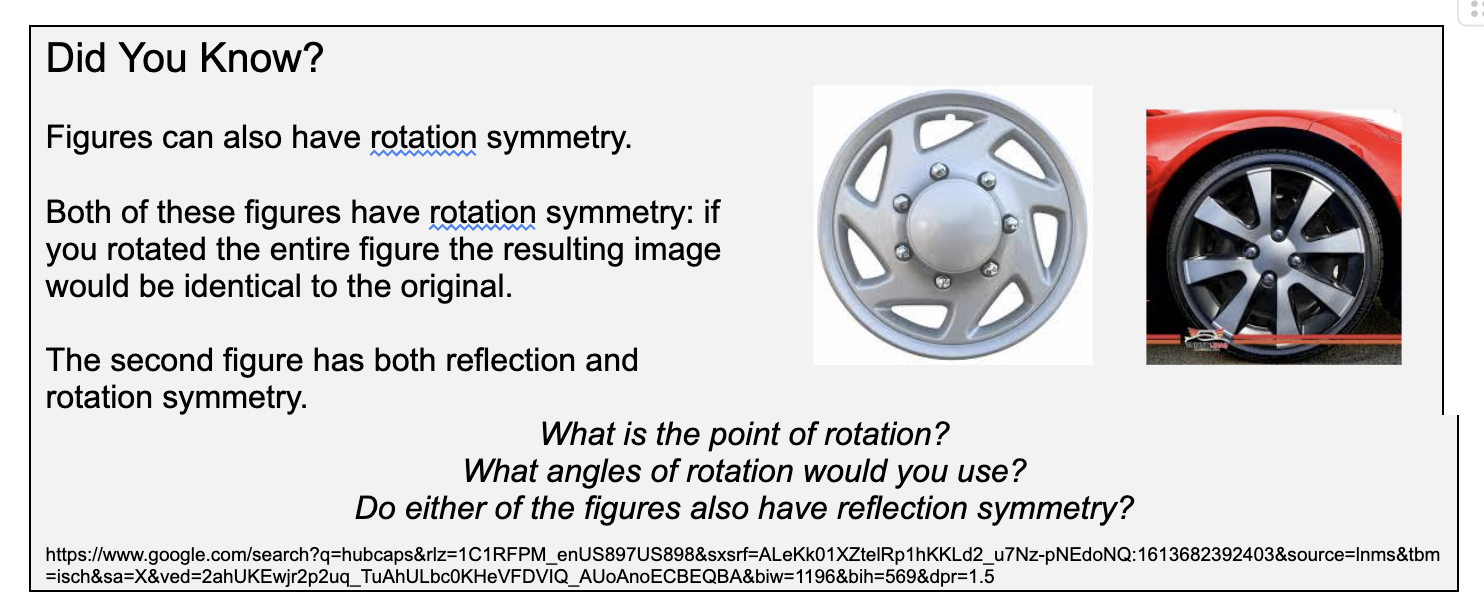 Did You Know?
Figures can also have rotation symmetry.
Both of these figures have rotation symmetry: if
you rotated the entire figure the resulting image
would be identical to the original.
The second figure has both reflection and
rotation symmetry.
What is the point of rotation?
What angles of rotation would you use?
Do either of the figures also have reflection symmetry?
https://www.google.com/search?q=hubcaps&rlz=1C1RFPM_enUS897US898&sxsrf=ALeKk01XZtelRp1hKKLd2_u7Nz-pNEdoNQ:1613682392403&source=lnms&tbm
=isch&sa=X&ved=2ahUKEwjr2p2uq_TuAhULbc0KHeVFDVIQ_AUoAnoECBEQBA&biw=1196&bih=569&dpr=1.5